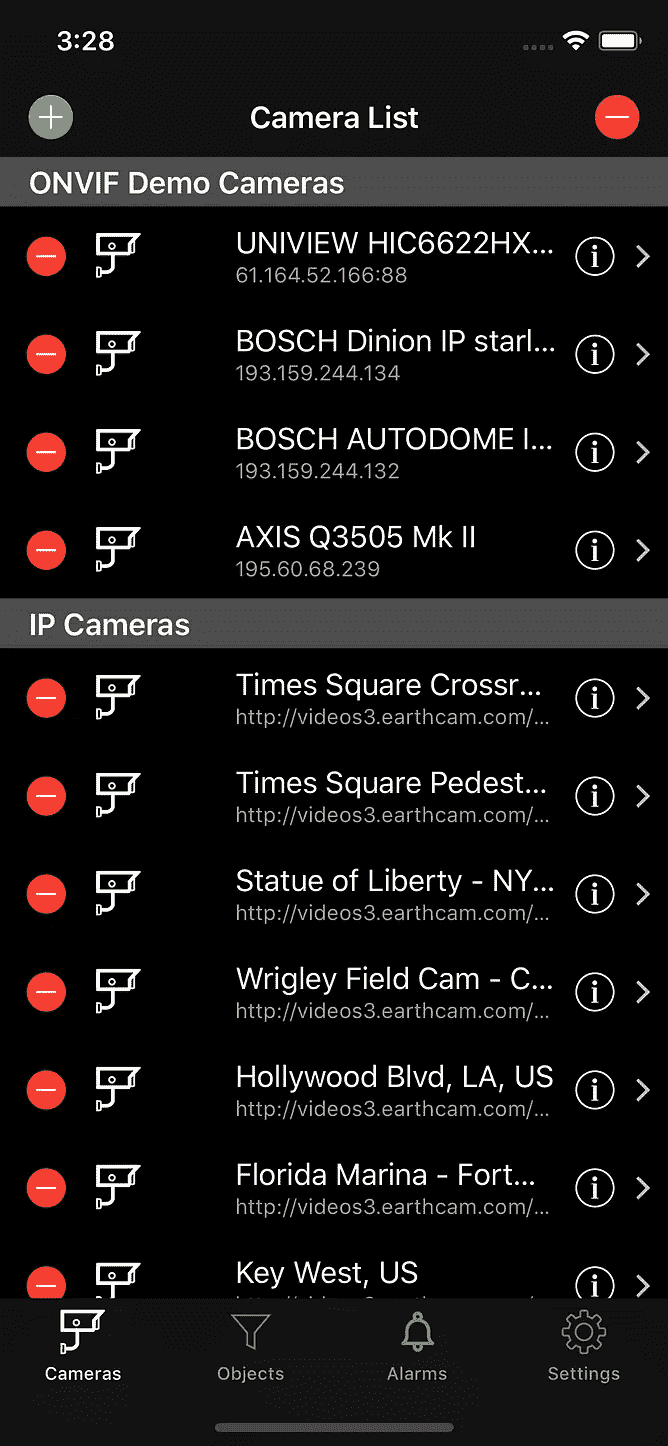 3:28
Camera List
ONVIF Demo Cameras
UNIVIEW HIC6622HX...
61.164.52.166:88
BOSCH Dinion IP starl...
193.159.244.134
BOSCH AUTODOME I...
193.159.244.132
AXIS Q3505 Mk II
195.60.68.239
IP Cameras
Times Square Crossr...
http://videos3.earthcam.com/...
Times Square Pedest...
http://videos3.earthcam.com/...
Statue of Liberty - NY...
http://videos3.earthcam.com/...
Wrigley Field Cam - C...
http://videos3.earthcam.com/...
Hollywood Blvd, LA, US
http://videos3.earthcam.com/...
Florida Marina - Fort...
http://videos3.earthcam.com/...
Key West, US
Cameras Objects Alarms Settings